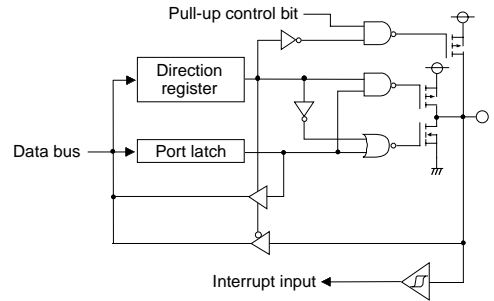 Pull-up control bit
Direction
register
Data bus
Port latch
Interrupt input